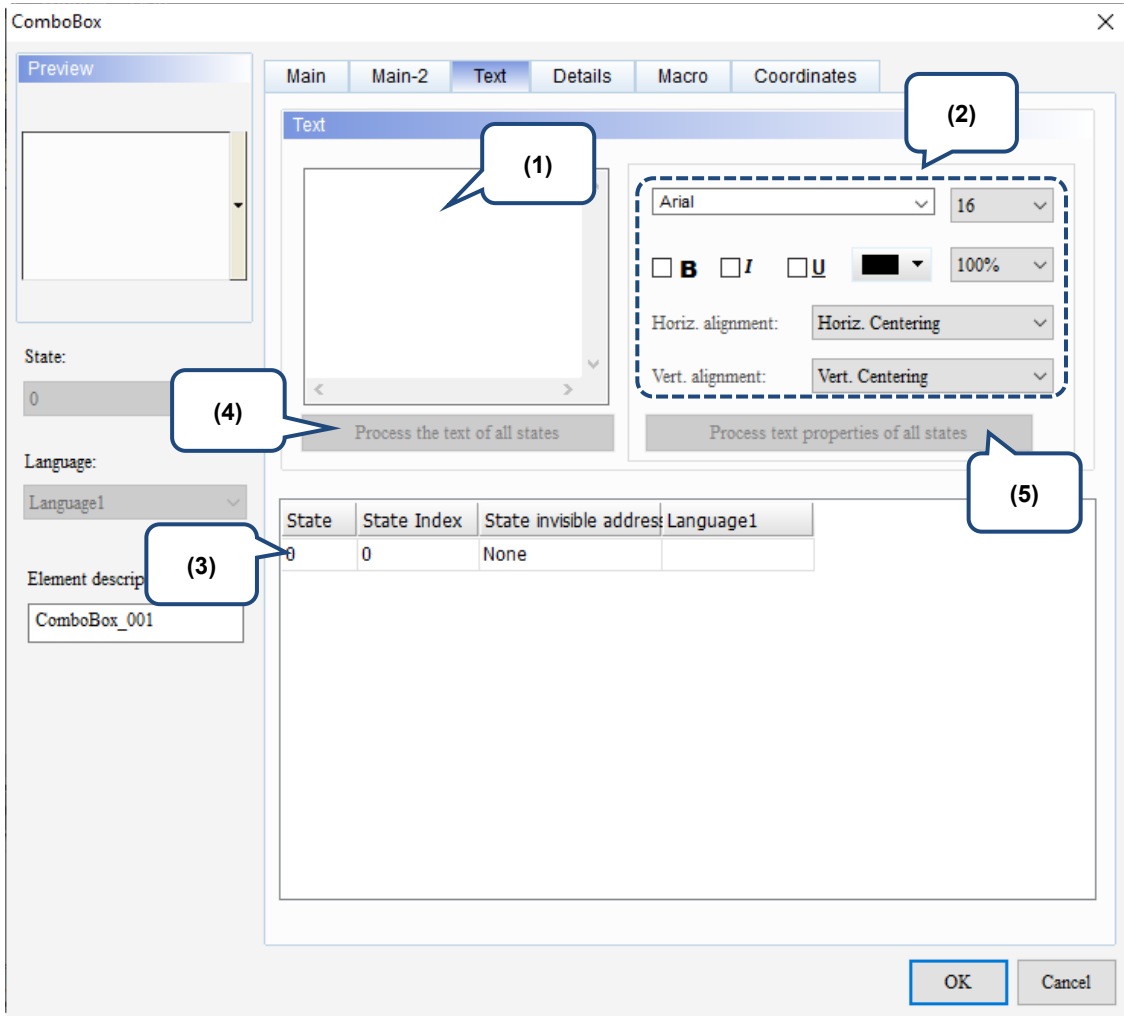 ComboBox
Preview
Main Main-2 Text Details Macro Coordinates
(2)
Text
(1)
Arial 16
B I U 100%
Horiz. alignment: Horiz. Centering
Vert. alignment: Vert. Centering
State:
0
(4)
Process the text of all states
Process text properties of all states
Language:
Language1
(5)
State State Index State invisible address Language1
0 0 None
(3)
Element descrip
ComboBox_001
OK Cancel